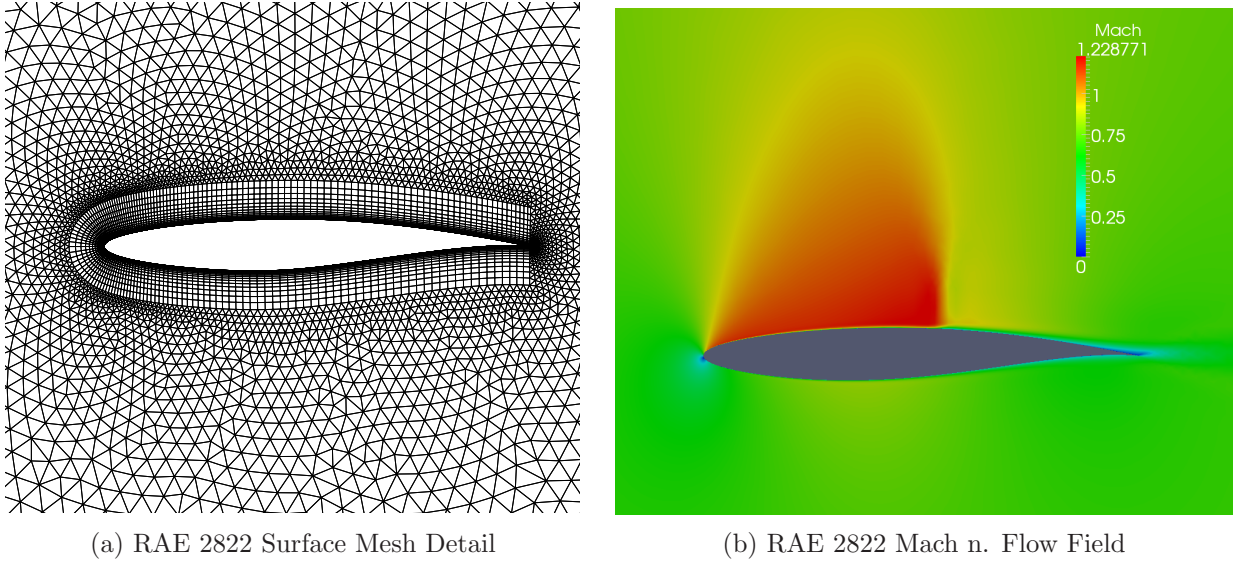 Mach
1.228771
1
0.75
0.5
0.25
0
(a) RAE 2822 Surface Mesh Detail
(b) RAE 2822 Mach n. Flow Field